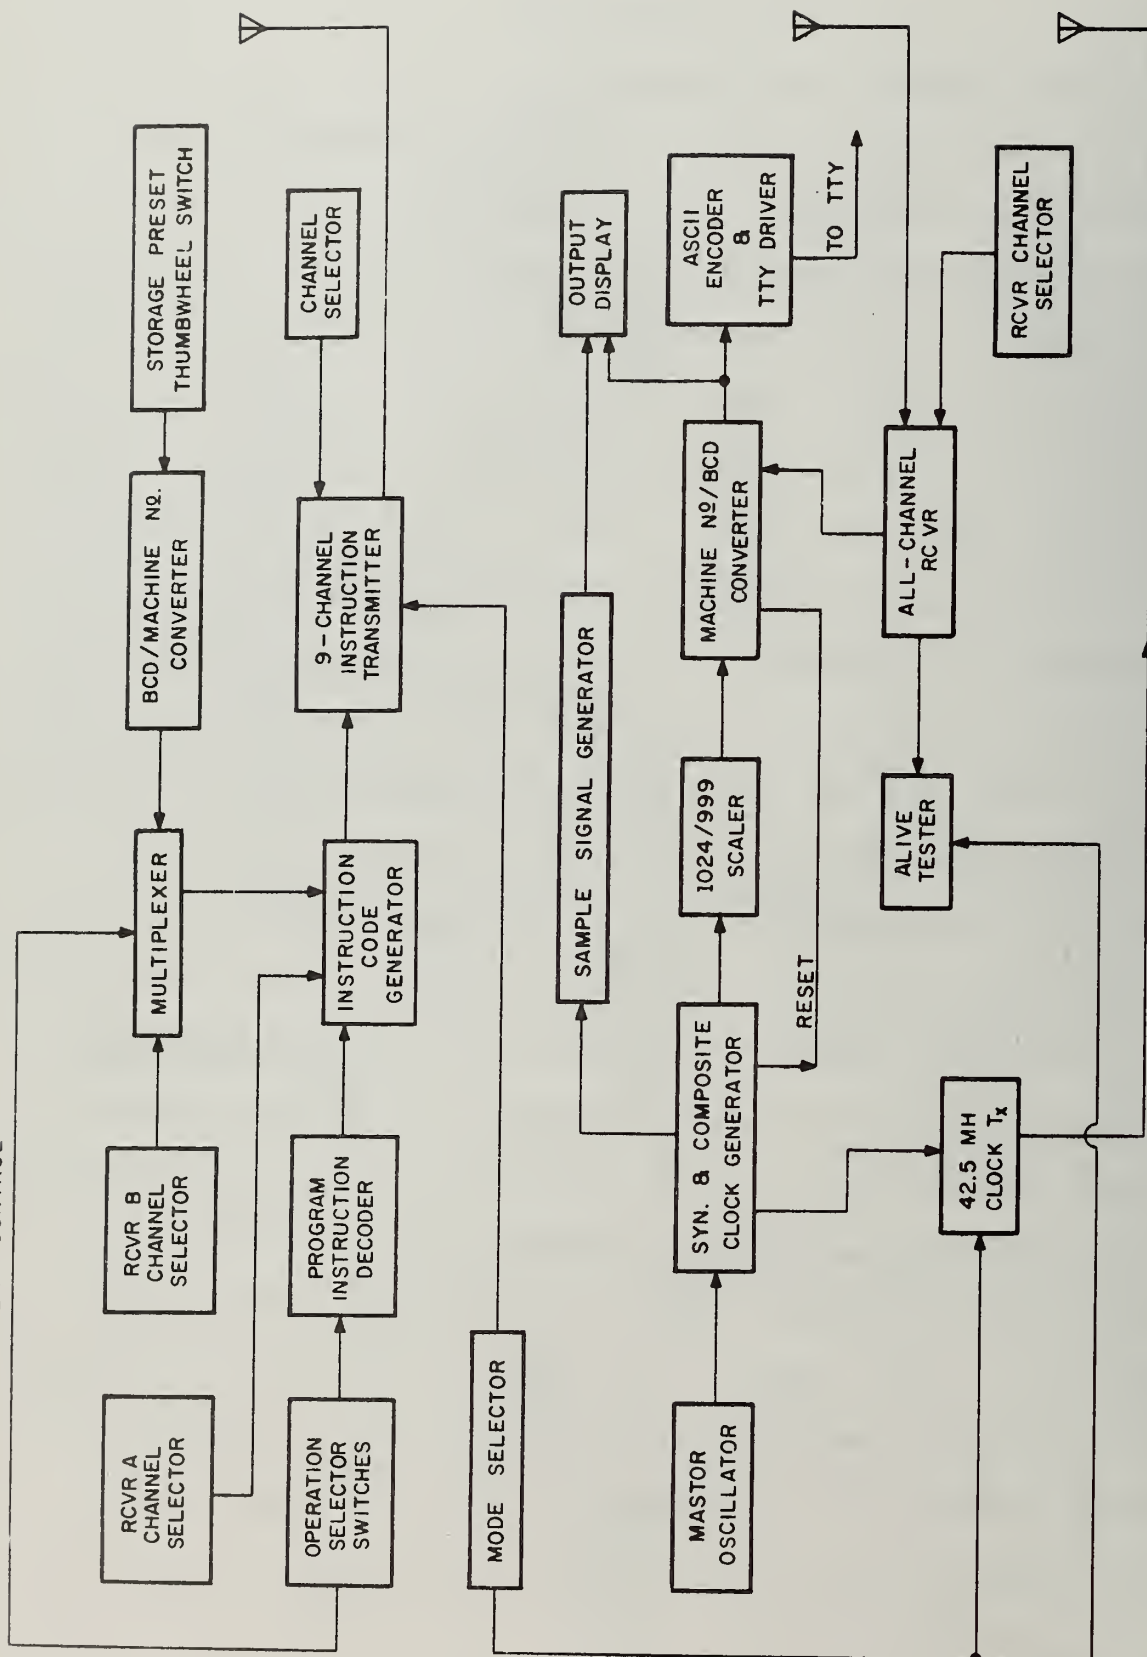 STORAGE PRESET
THUMBWHEEL SWITCH
BCD/MACHINE NO.
CONVERTER
MULTIPLEXER
RCVR B
CHANNEL
SELECTOR
RCVR A
CHANNEL
SELECTOR
CHANNEL
SELECTOR
9-CHANNEL
INSTRUCTION
TRANSMITTER
INSTRUCTION
CODE
GENERATOR
PROGRAM
INSTRUCTION
DECODER
OPERATION
SELECTOR
SWITCHES
MODE SELECTOR
OUTPUT
DISPLAY
SAMPLE SIGNAL GENERATOR
ASCII
ENCODER
&
TTY DRIVER
TO TTY
MACHINE NO/BCD
CONVERTER
1024/999
SCALER
RESET
SYN. & COMPOSITE
CLOCK GENERATOR
MASTOR
OSCILLATOR
ALL-CHANNEL
RCVR
RCVR CHANNEL
SELECTOR
ALIVE
TESTER
42.5 MH
CLOCK Tx